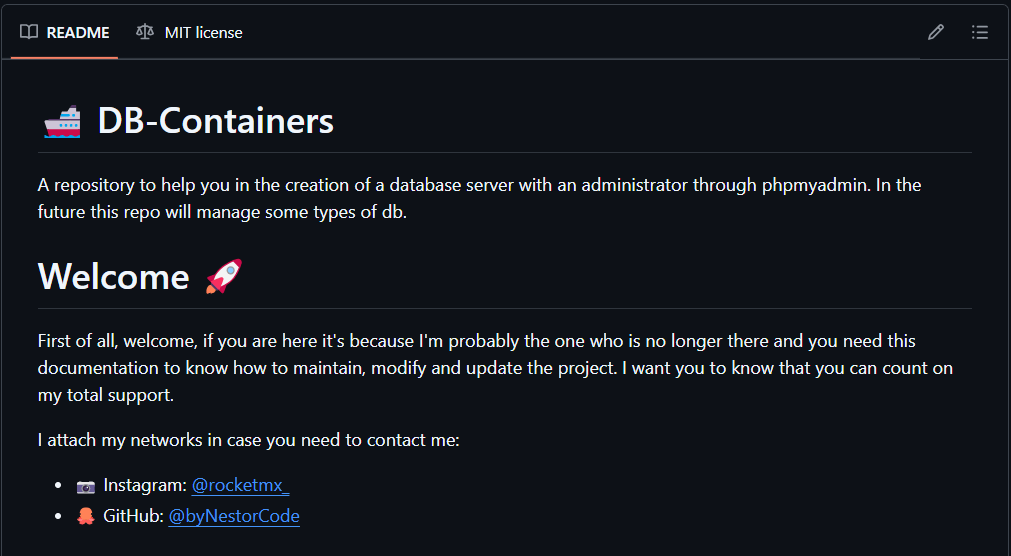 README
MIT license
DB-Containers
A repository to help you in the creation of a database server with an administrator through phpmyadmin. In the
future this repo will manage some types of db.
Welcome
First of all, welcome, if you are here it's because I'm probably the one who is no longer there and you need this
documentation to know how to maintain, modify and update the project. I want you to know that you can count on
my total support.
I attach my networks in case you need to contact me:
Instagram: @rocketmx_
GitHub: @byNestorCode